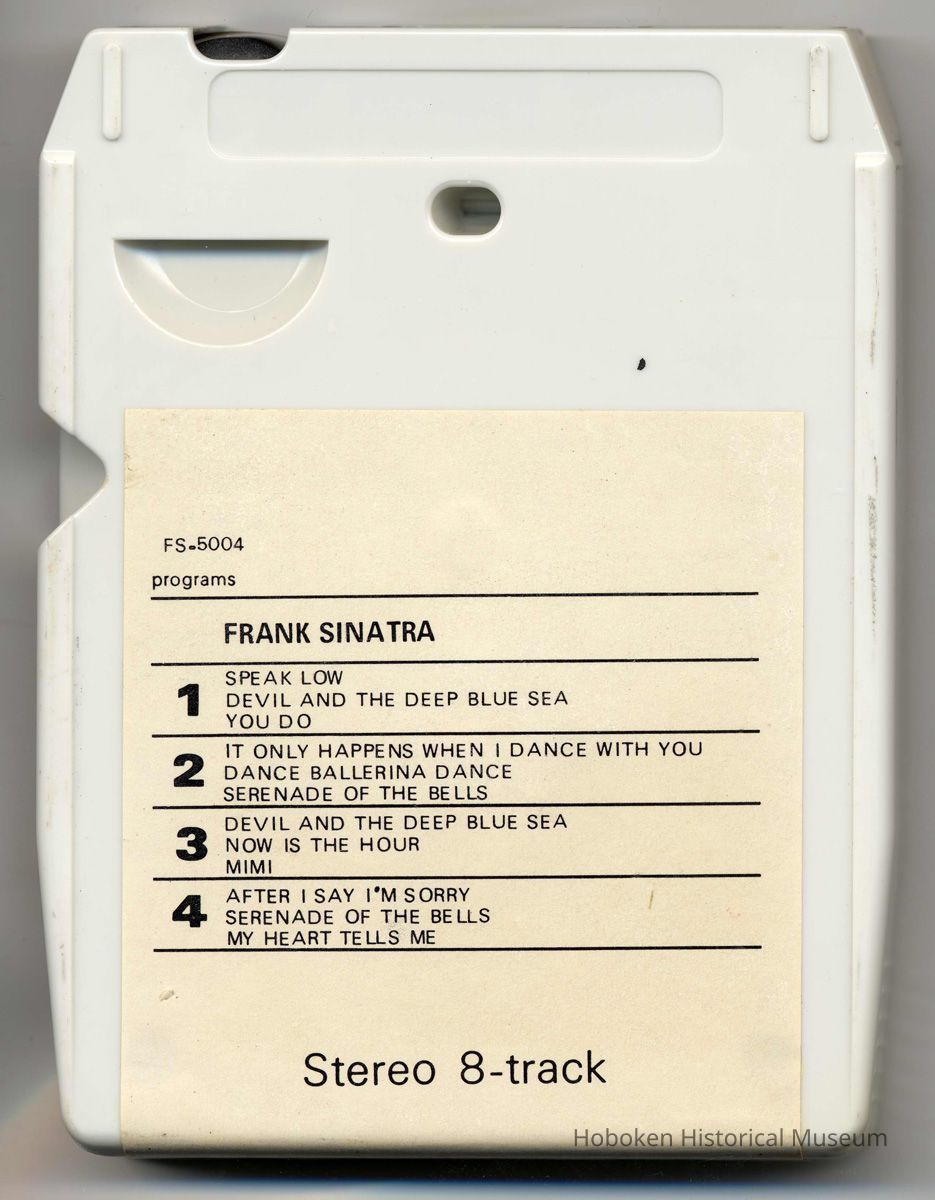 FS-5004
programs
FRANK SINATRA
1
SPEAK LOW
DEVIL AND THE DEEP BLUE SEA
YOU DO
2
IT ONLY HAPPENS WHEN I DANCE WITH YOU
DANCE BALLERINA DANCE
SERENADE OF THE BELLS
3
DEVIL AND THE DEEP BLUE SEA
NOW IS THE HOUR
MIMI
4
AFTER I SAY I'M SORRY
SERENADE OF THE BELLS
MY HEART TELLS ME
Stereo 8-track
Hoboken Historical Museum